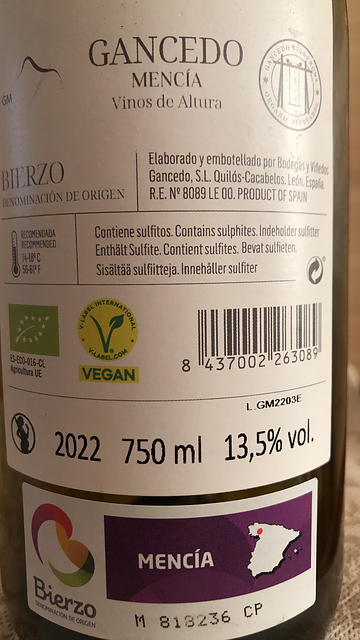 GANCEDO
MENCÍA
Vinos de Altura
GM
BIERZO
DENOMINACIÓN DE ORIGEN
Elaborado y embotellado por Bodegas y Viñedos
Gancedo, S.L. Quilós-Cacabelos. León. España.
R.E. Nº 8089 LE 00. PRODUCT OF SPAIN
RECOMENDADA
RECOMMENDED
14-16º C
56-61º F
Contiene sulfitos. Contains sulphites. Indeholder sulfitter
Enthält Sulfite. Contient sulfites. Bevat sulfieten.
Sisältää sulfiitteja. Innehåller sulfiter
ES-ECO-016-CL
Agricultura UE
V-LABEL INTERNATIONAL
V-LABEL.COM
VEGAN
8 437002 263089
L. GM2203E
2022 750 ml 13,5% vol.
Bierzo
DENOMINACIÓN DE ORIGEN
MENCÍA
M 818236 CP